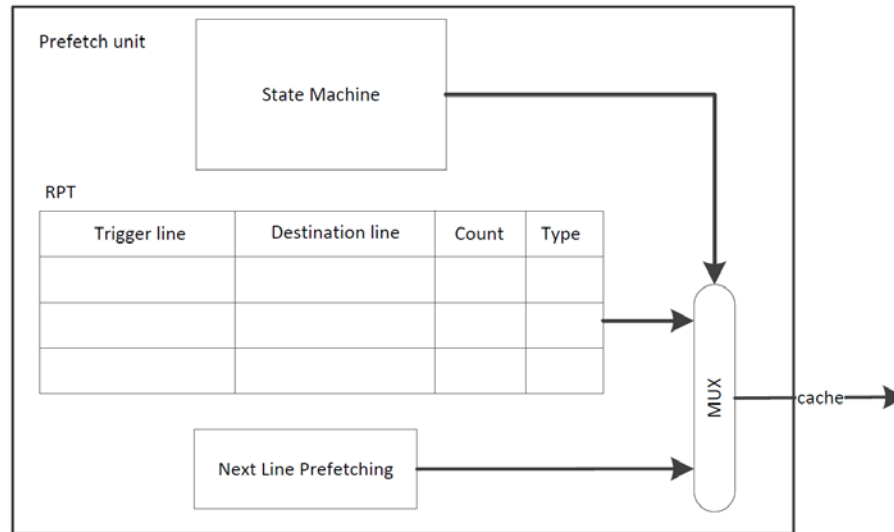 Prefetch unit
State Machine
RPT
Trigger line Destination line Count Type
MUX
cache
Next Line Prefetching